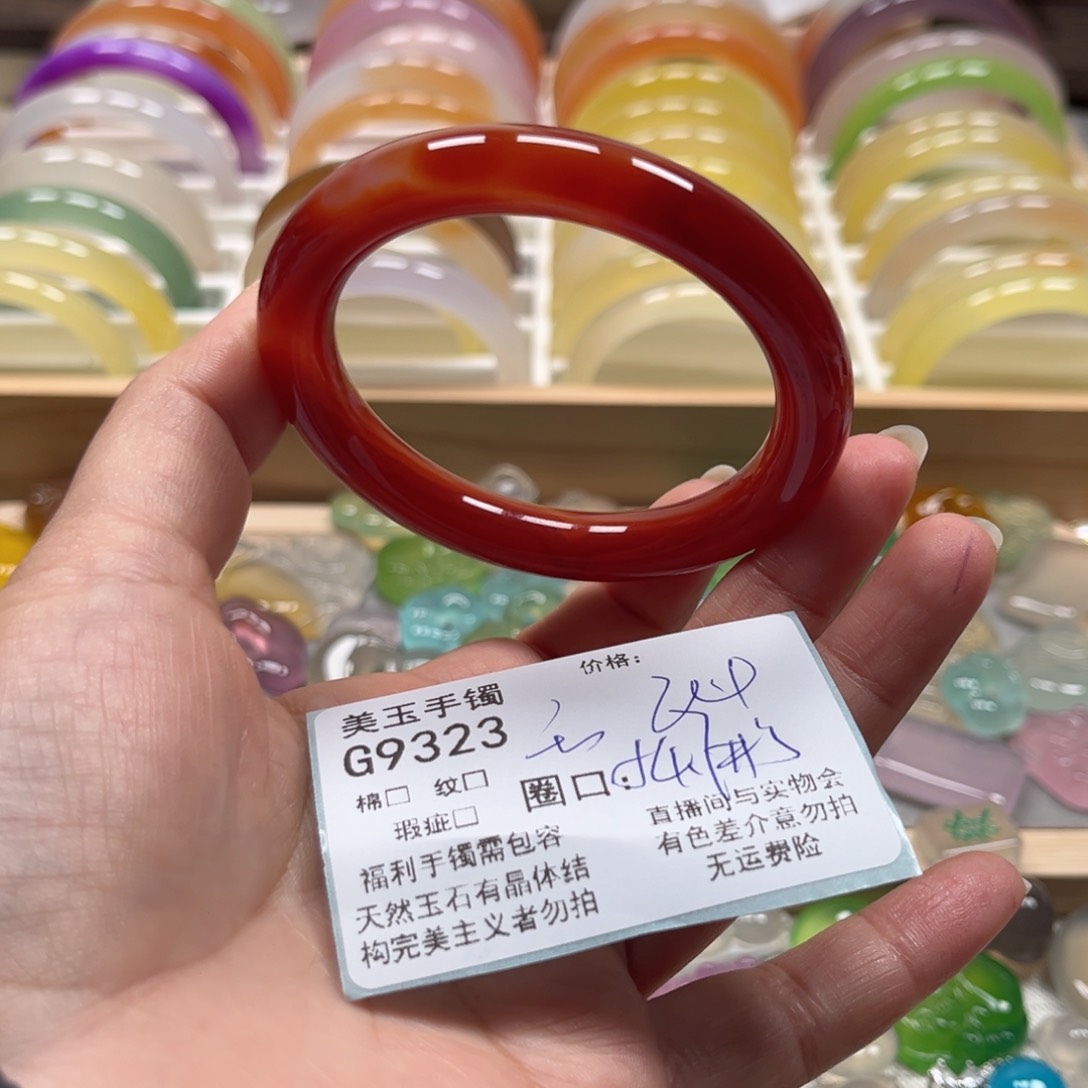 价格:
美玉手镯
G9323
棉□ 纹□ 圈口:
瑕疵□
福利手镯需包容
天然玉石有晶体结
构完美主义者勿拍
直播间与实物会
有色差介意勿拍
无运费险